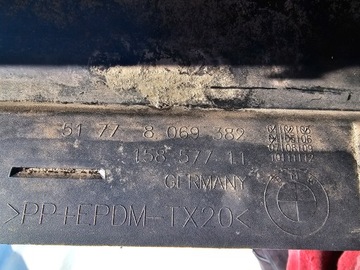 51 77 8 069 382
158 577 11
GERMANY
>PP+EPDM-TX20<